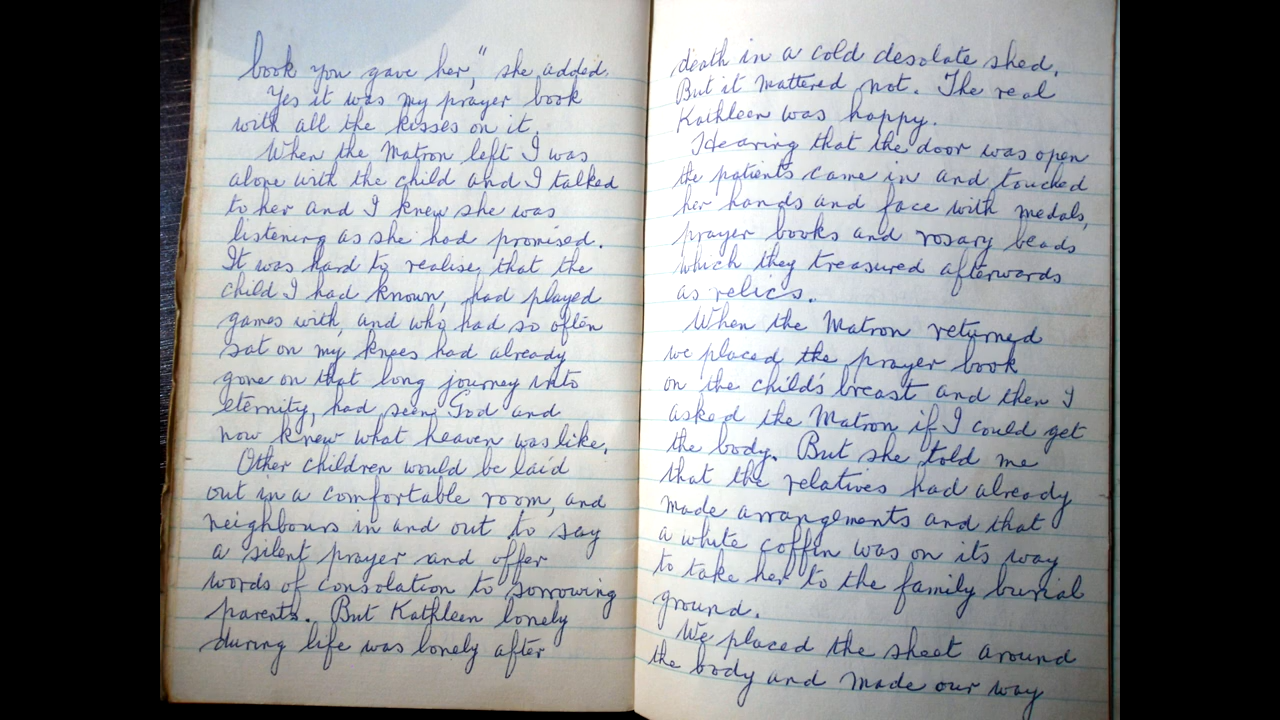 book you gave her," she added.
Yes it was my prayer book
with all the kisses on it.
When the Matron left I was
alone with the child and I talked
to her and I knew she was
listening as she had promised.
It was hard to realise, that the
child I had known, had played
games with, and who had so often
sat on my knees had already
gone on that long journey into
eternity, had seen God and
now knew what heaven was like.
Other children would be laid
out in a comfortable room, and
neighbours in and out to say
a silent prayer and offer
words of consolation to sorrowing
parents. But Kathleen lonely
during life was lonely after
death in a cold desolate shed.
But it mattered not. The real
Kathleen was happy.
Hearing that the door was open
the patients came in and touched
her hands and face with medals,
prayer books and rosary beads
which they treasured afterwards
as relics.
When the Matron returned
we placed the prayer book
on the child's breast and then I
asked the Matron if I could get
the body. But she told me
that the relatives had already
made arrangements and that
a white coffin was on its way
to take her to the family burial
ground.
We placed the sheet around
the body and made our way